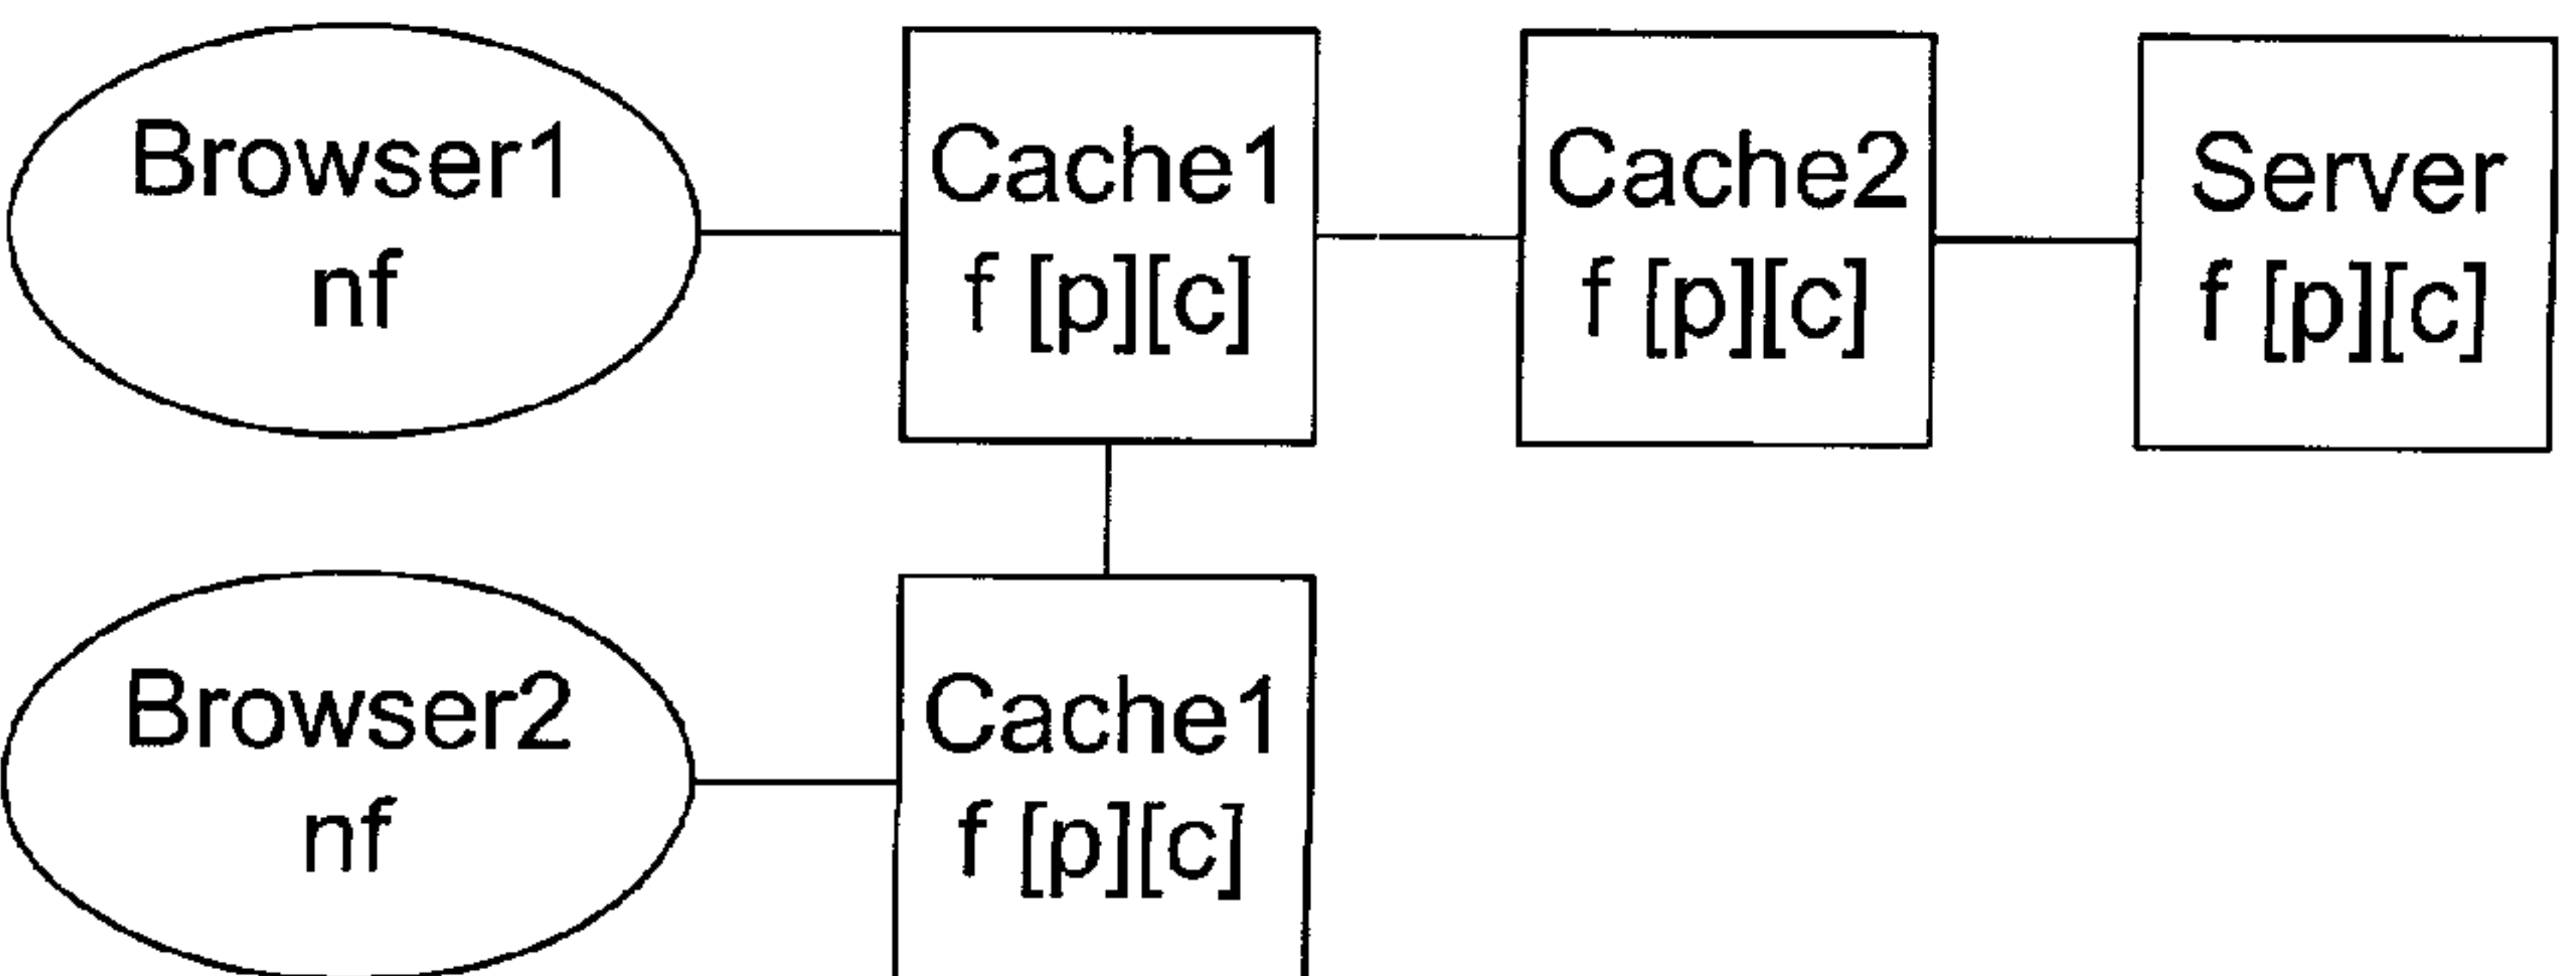 Browser1
nf
Cache1
f [p][c]
Cache2
f [p][c]
Server
f [p][c]
Browser2
nf
Cache1
f [p][c]